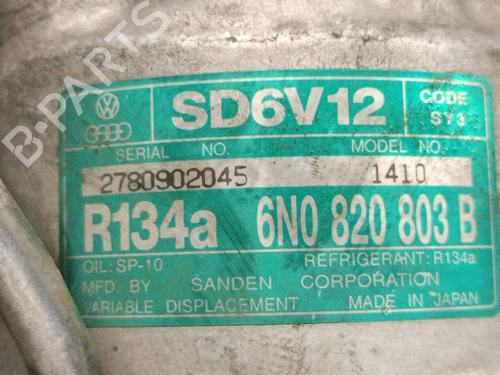 B-PARTS
SD6V12
CODE
SY3
SERIAL NO. MODEL NO.
2780902045 1410
R134a 6N0 820 803 B
OIL: SP-10 REFRIGERANT: R134a
MFD. BY SANDEN CORPORATION
VARIABLE DISPLACEMENT MADE IN JAPAN